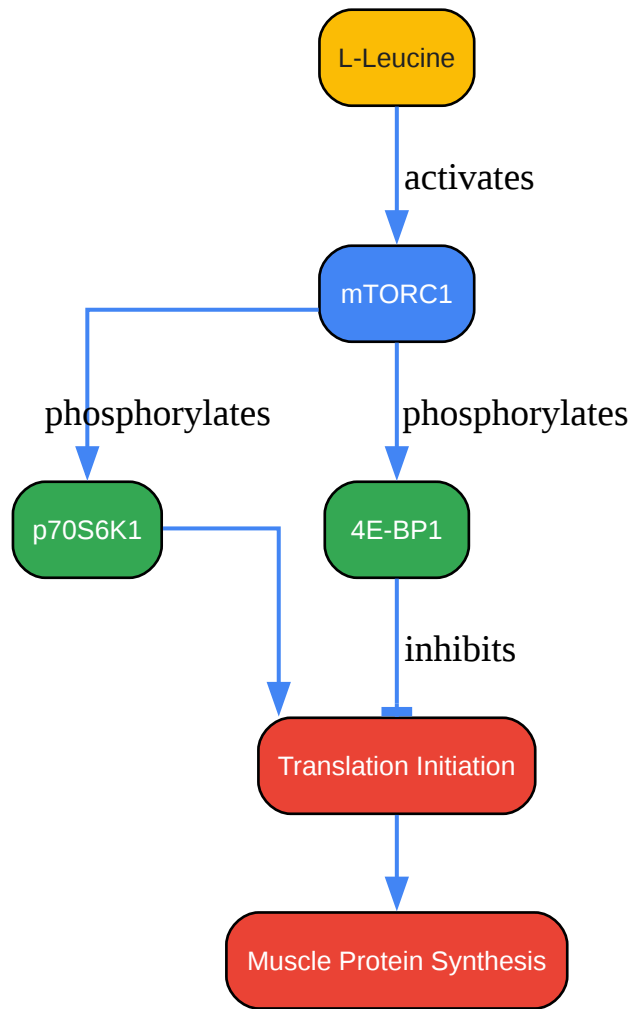 L-Leucine
activates
mTORC1
phosphorylates
phosphorylates
p70S6K1
4E-BP1
inhibits
Translation Initiation
Muscle Protein Synthesis